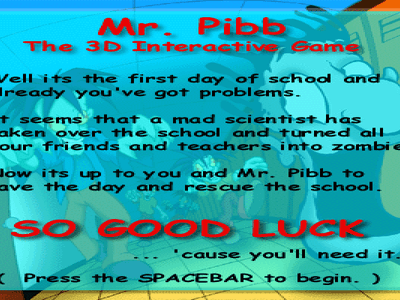 Mr. Pibb
The 3D Interactive Game
Well its the first day of school and
lready you've got problems.
t seems that a mad scientist has
aken over the school and turned all
our friends and teachers into zombie
Now its up to you and Mr. Pibb to
ave the day and rescue the school.
SO GOOD LUCK
... 'cause you'll need it.
( Press the SPACEBAR to begin. )